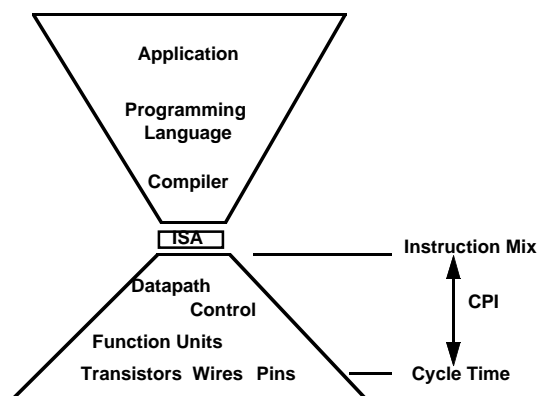 Application
Programming
Language
Compiler
ISA
Instruction Mix
Datapath
Control
CPI
Function Units
Transistors Wires Pins
Cycle Time